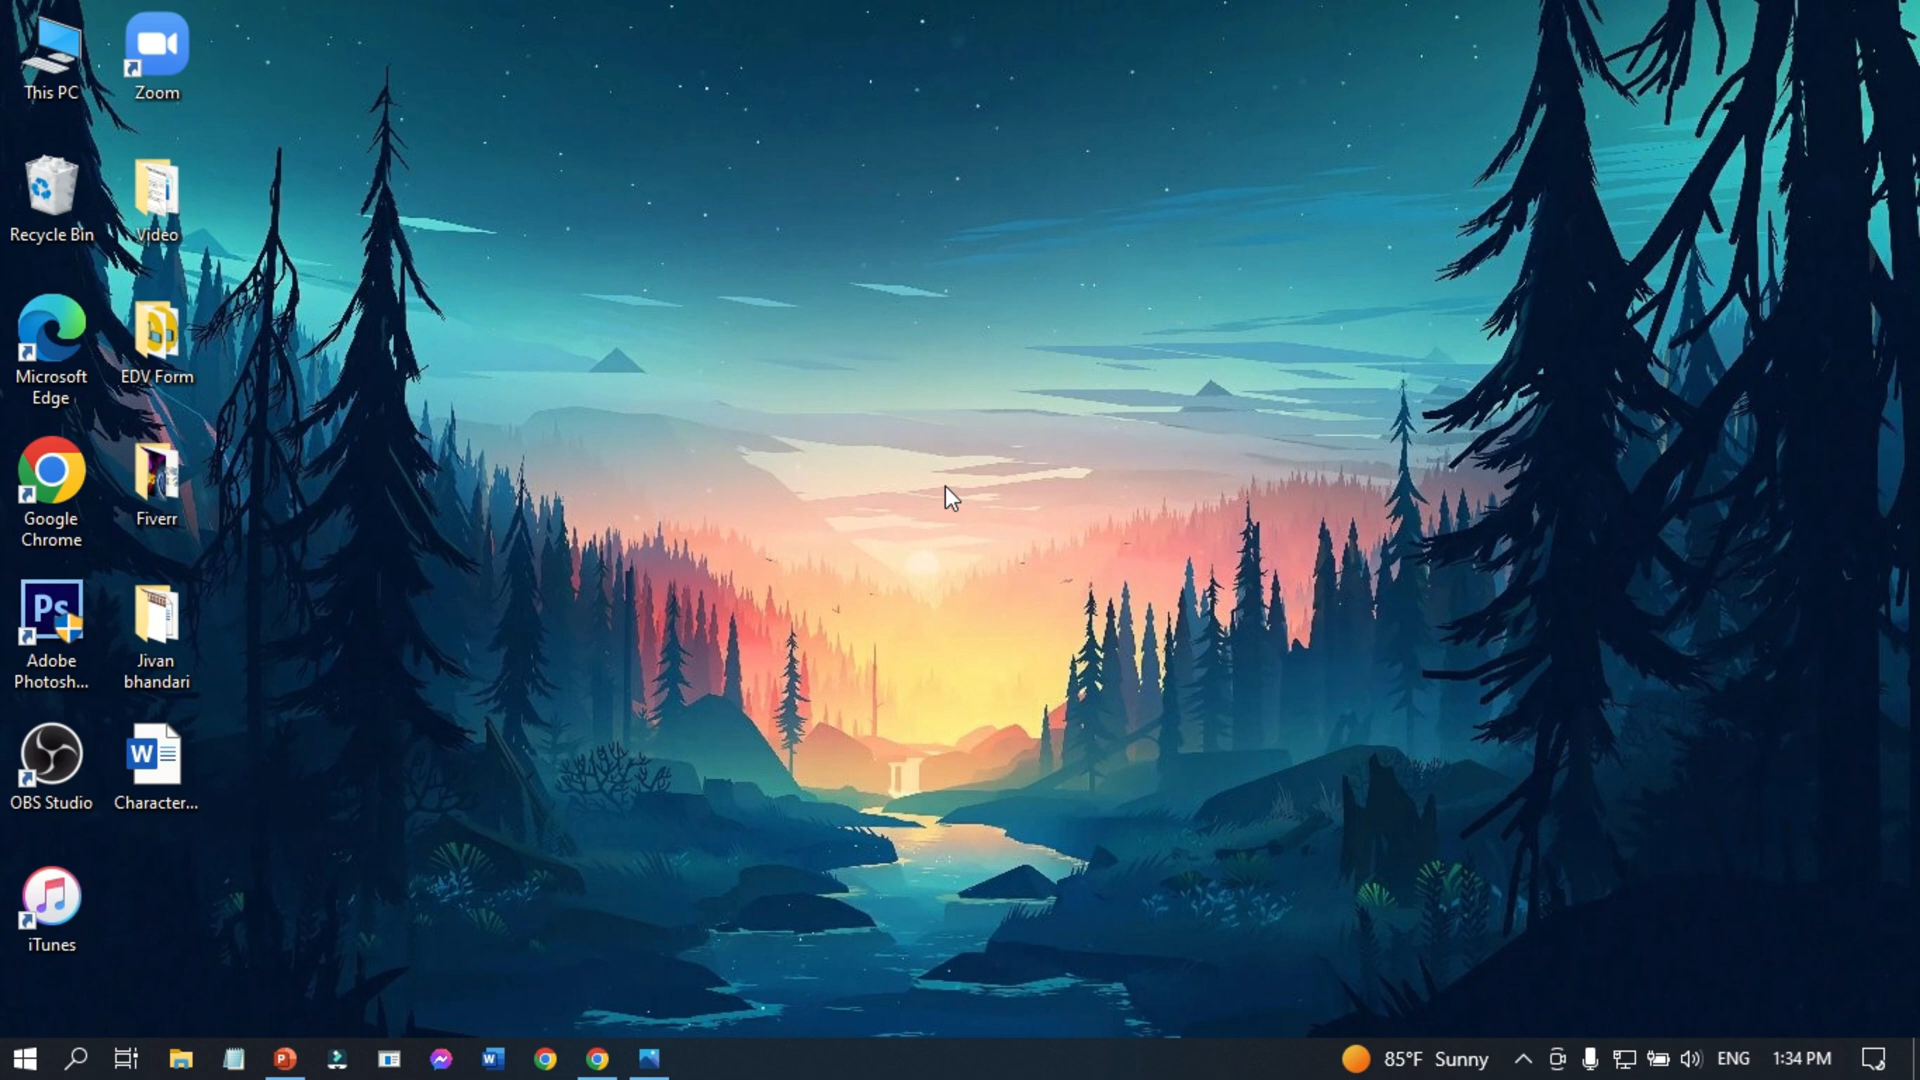 This PC
Zoom
Recycle Bin
Video
Microsoft
Edge
EDV Form
Google
Chrome
Fiverr
Ps
Adobe
Photosh...
Jivan
bhandari
OBS Studio
W
Character...
iTunes
P
W
85°F Sunny
ENG
1:34 PM